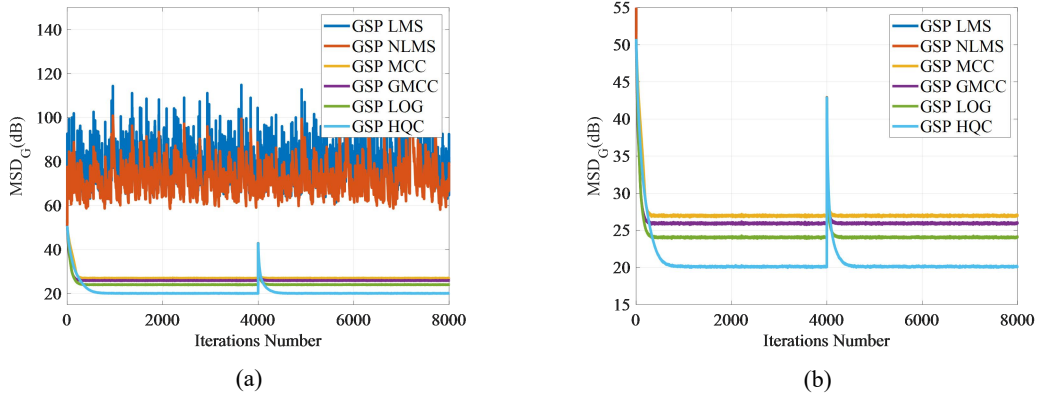 140
120
100
80
60
40
20
MSD_G(dB)
0
2000
4000
6000
8000
Iterations Number
GSP LMS
GSP NLMS
GSP MCC
GSP GMCC
GSP LOG
GSP HQC
(a)
55
50
45
40
35
30
25
20
15
MSD_G(dB)
0
2000
4000
6000
8000
Iterations Number
GSP LMS
GSP NLMS
GSP MCC
GSP GMCC
GSP LOG
GSP HQC
(b)